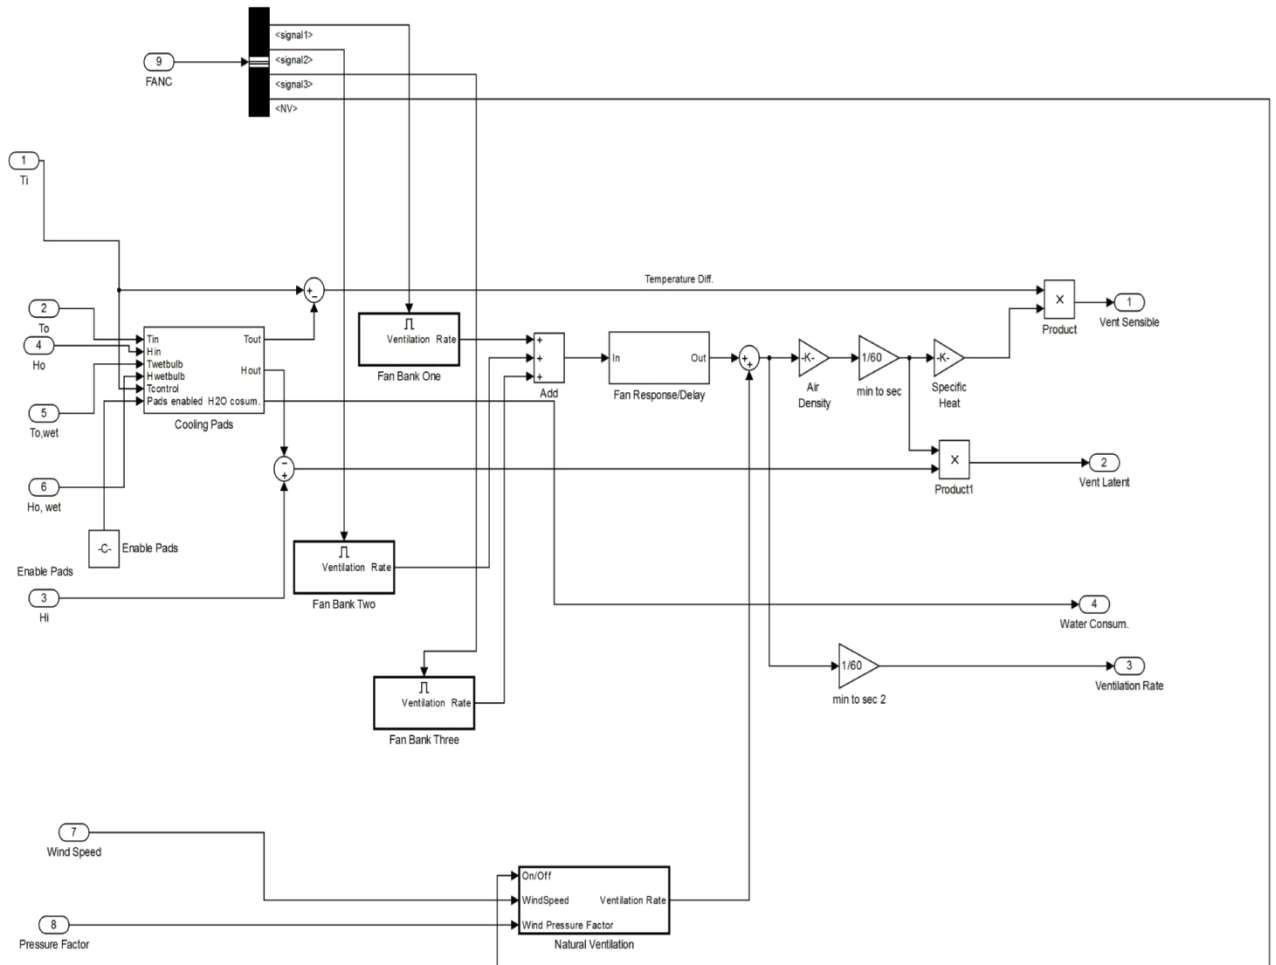 <signal1>
9
<signal2>
FANC
<signal3>
<NV>
1
Ti
Temperature Diff.
+
−
2
To
4
Ho
Tin
Hin
Twetbulb
Hwetbulb
Tcontrol
Pads enabled
Tout
Hout
H2O cosum.
Cooling Pads
5
To,wet
6
Ho, wet
-C-
Enable Pads
Enable Pads
3
Hi
−
+
Ventilation Rate
Fan Bank One
+
+
+
Add
In
Out
Fan Response/Delay
+
+
-K-
Air
Density
1/60
min to sec
-K-
Specific
Heat
X
Product
1
Vent Sensible
X
Product1
2
Vent Latent
Ventilation Rate
Fan Bank Two
4
Water Consum.
1/60
min to sec 2
3
Ventilation Rate
Ventilation Rate
Fan Bank Three
7
Wind Speed
8
Pressure Factor
On/Off
WindSpeed
Wind Pressure Factor
Ventilation Rate
Natural Ventilation